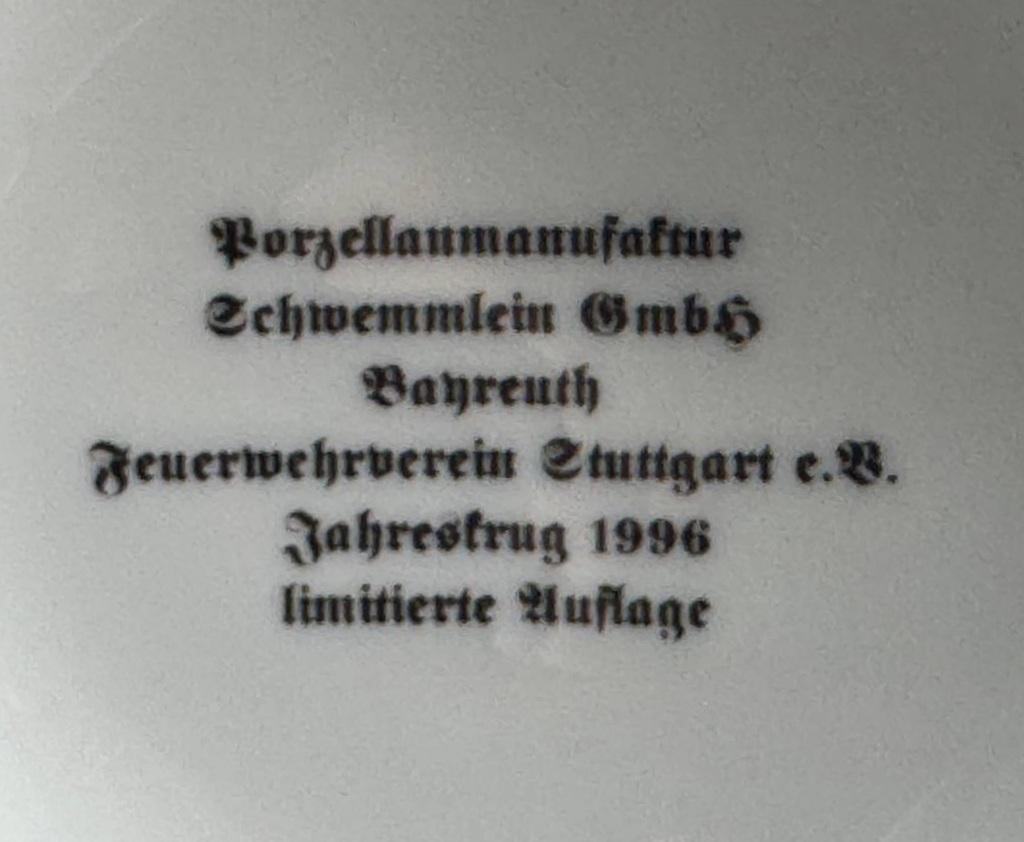 Porzellanmanufaktur
Schwemmlein GmbH
Bayreuth
Feuerwehrverein Stuttgart e.V.
Jahreskrug 1996
limitierte Auflage